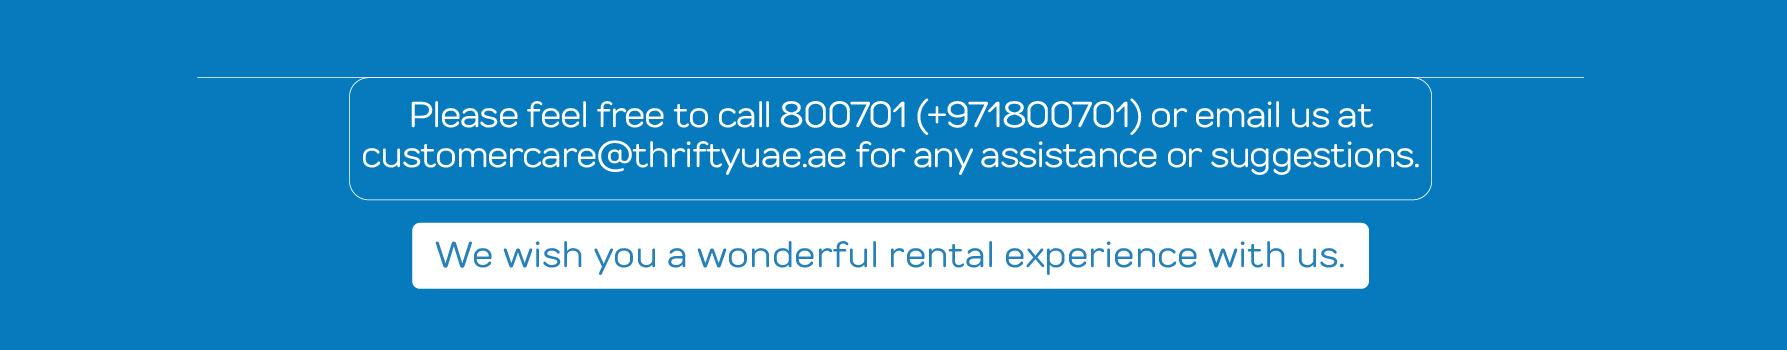 Please feel free to call 800701 (+971800701) or email us at
customercare@thriftyuae.ae for any assistance or suggestions.
We wish you a wonderful rental experience with us.